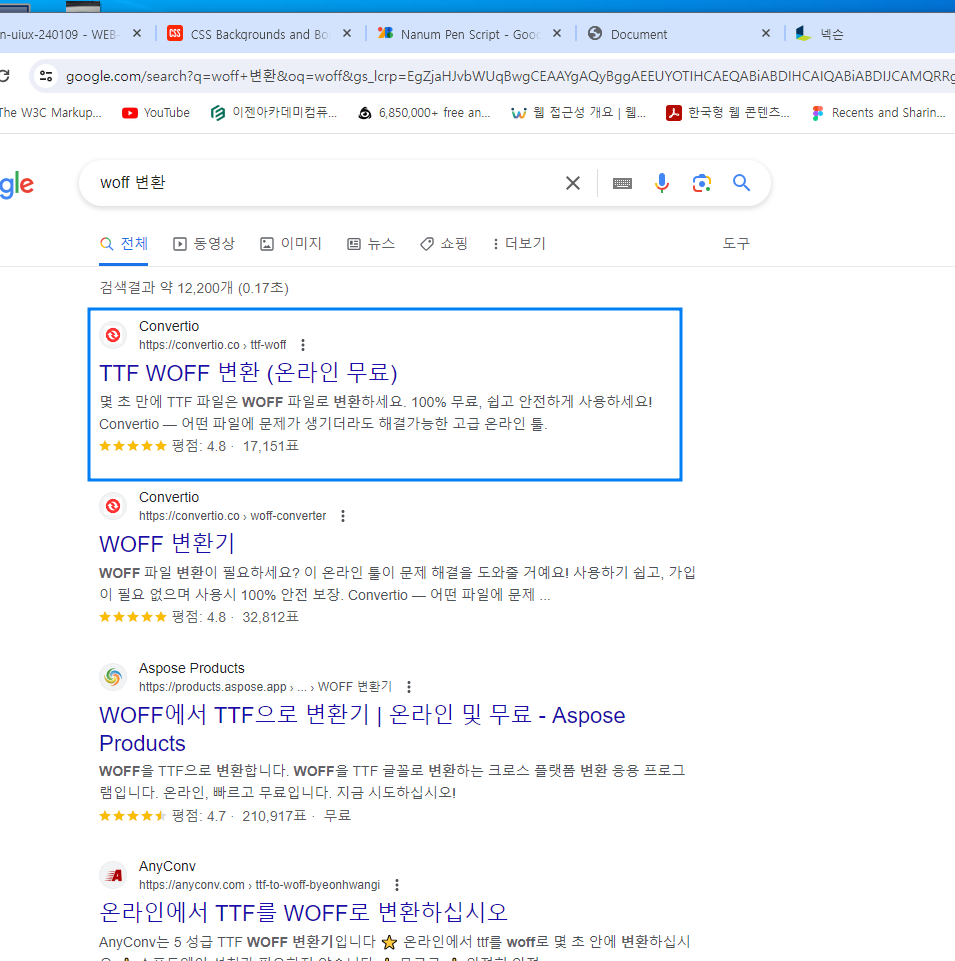 n-uiux-240109 - WEB-
CSS Backgrounds and Bo
Nanum Pen Script - Goo
Document
넥슨
google.com/search?q=woff+변환&oq=woff&gs_lcrp=EgZjaHJvbWUqBwgCEAAYgAQyBggAEEUYOTIHCAEQABiABDIHCAIQABiABDIJCAMQRRg
The W3C Markup...
YouTube
이젠아카데미컴퓨...
6,850,000+ free an...
웹 접근성 개요 | 웹...
한국형 웹 콘텐츠...
Recents and Sharin...
gle
woff 변환
전체
동영상
이미지
뉴스
쇼핑
더보기
도구
검색결과 약 12,200개 (0.17초)
Convertio
https://convertio.co › ttf-woff
TTF WOFF 변환 (온라인 무료)
몇 초 만에 TTF 파일은 WOFF 파일로 변환하세요. 100% 무료, 쉽고 안전하게 사용하세요!
Convertio — 어떤 파일에 문제가 생기더라도 해결가능한 고급 온라인 툴.
평점: 4.8 · 17,151표
Convertio
https://convertio.co › woff-converter
WOFF 변환기
WOFF 파일 변환이 필요하세요? 이 온라인 툴이 문제 해결을 도와줄 거예요! 사용하기 쉽고, 가입
이 필요 없으며 사용시 100% 안전 보장. Convertio — 어떤 파일에 문제 ...
평점: 4.8 · 32,812표
Aspose Products
https://products.aspose.app › ... › WOFF 변환기
WOFF에서 TTF으로 변환기 | 온라인 및 무료 - Aspose
Products
WOFF을 TTF으로 변환합니다. WOFF을 TTF 글꼴로 변환하는 크로스 플랫폼 변환 응용 프로그
램입니다. 온라인, 빠르고 무료입니다. 지금 시도하십시오!
평점: 4.7 · 210,917표 · 무료
AnyConv
https://anyconv.com › ttf-to-woff-byeonhwangi
온라인에서 TTF를 WOFF로 변환하십시오
AnyConv는 5 성급 TTF WOFF 변환기입니다 ⭐ 온라인에서 ttf를 woff로 몇 초 안에 변환하십시